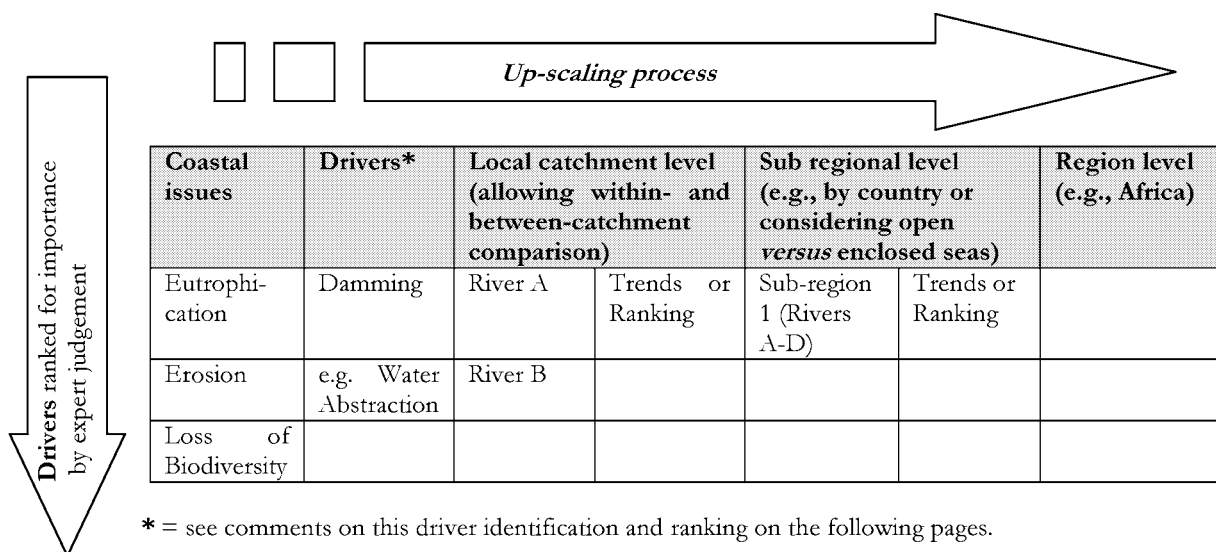 Up-scaling process
Drivers ranked for importance
by expert judgement
Coastal
issues
Drivers*
Local catchment level
(allowing within- and
between-catchment
comparison)
Sub regional level
(e.g., by country or
considering open
versus enclosed seas)
Region level
(e.g., Africa)
Eutrophi-
cation
Damming
River A
Trends or
Ranking
Sub-region
1 (Rivers
A-D)
Trends or
Ranking
Erosion
e.g. Water
Abstraction
River B
Loss of
Biodiversity
* = see comments on this driver identification and ranking on the following pages.